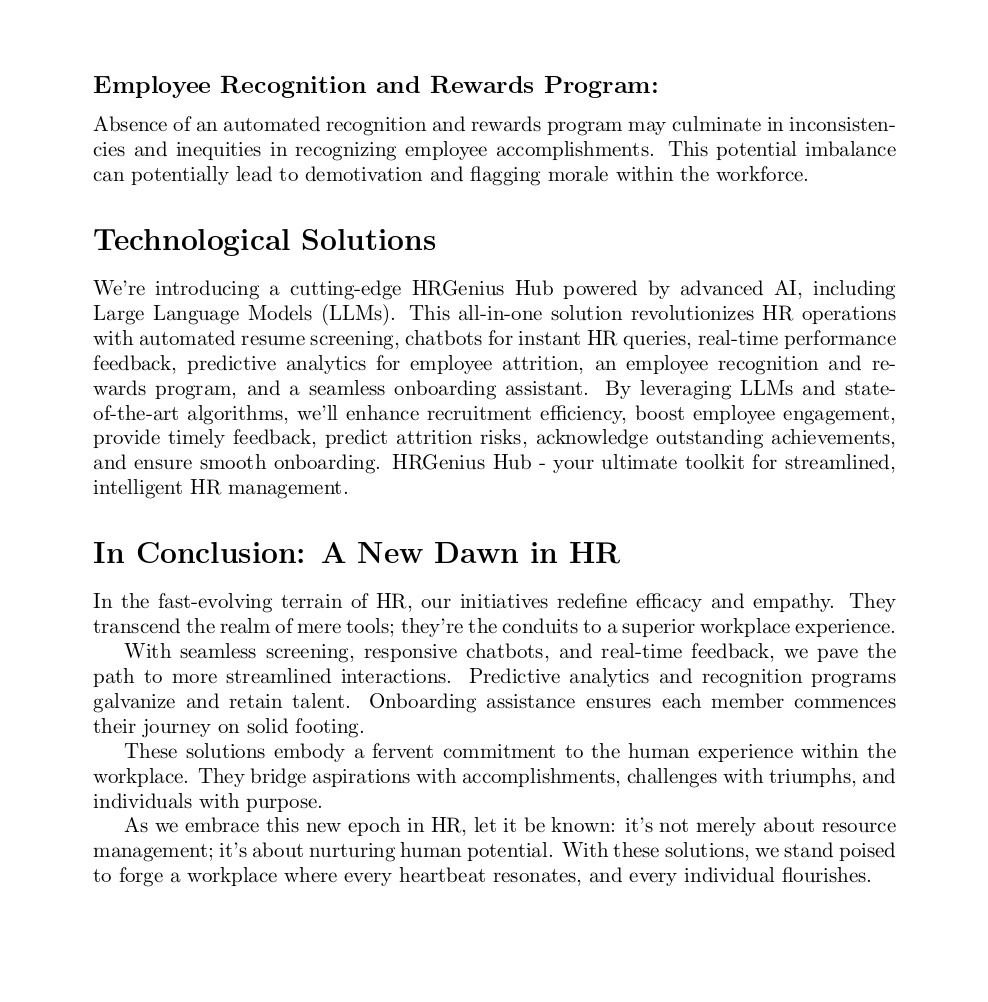 Employee Recognition and Rewards Program:
Absence of an automated recognition and rewards program may culminate in inconsisten-
cies and inequities in recognizing employee accomplishments. This potential imbalance
can potentially lead to demotivation and flagging morale within the workforce.
Technological Solutions
We're introducing a cutting-edge HRGenius Hub powered by advanced AI, including
Large Language Models (LLMs). This all-in-one solution revolutionizes HR operations
with automated resume screening, chatbots for instant HR queries, real-time performance
feedback, predictive analytics for employee attrition, an employee recognition and re-
wards program, and a seamless onboarding assistant. By leveraging LLMs and state-
of-the-art algorithms, we'll enhance recruitment efficiency, boost employee engagement,
provide timely feedback, predict attrition risks, acknowledge outstanding achievements,
and ensure smooth onboarding. HRGenius Hub - your ultimate toolkit for streamlined,
intelligent HR management.
In Conclusion: A New Dawn in HR
In the fast-evolving terrain of HR, our initiatives redefine efficacy and empathy. They
transcend the realm of mere tools; they're the conduits to a superior workplace experience.
With seamless screening, responsive chatbots, and real-time feedback, we pave the
path to more streamlined interactions. Predictive analytics and recognition programs
galvanize and retain talent. Onboarding assistance ensures each member commences
their journey on solid footing.
These solutions embody a fervent commitment to the human experience within the
workplace. They bridge aspirations with accomplishments, challenges with triumphs, and
individuals with purpose.
As we embrace this new epoch in HR, let it be known: it's not merely about resource
management; it's about nurturing human potential. With these solutions, we stand poised
to forge a workplace where every heartbeat resonates, and every individual flourishes.